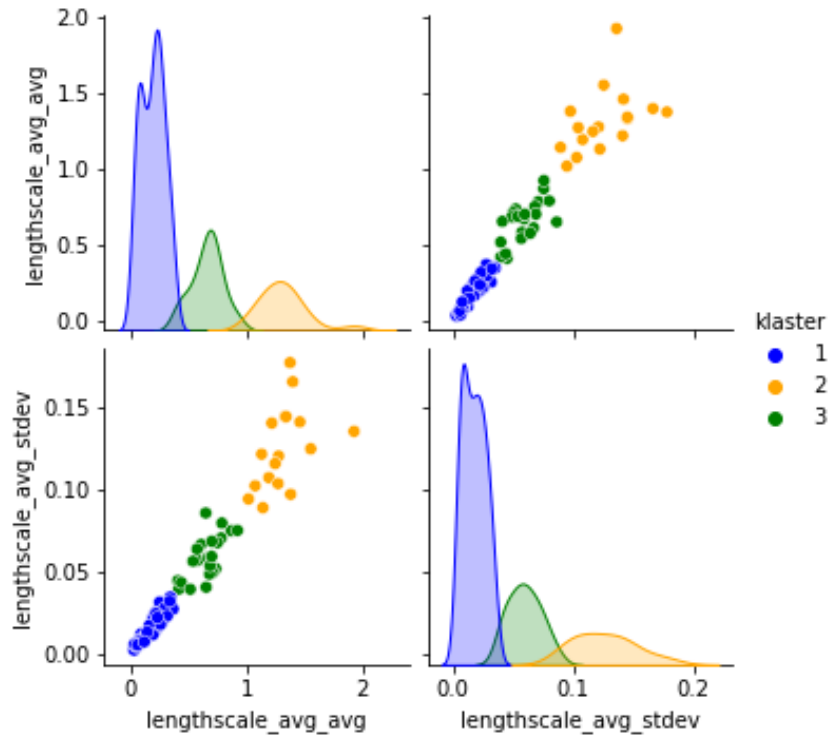 lengthscale_avg_avg
2.0
1.5
1.0
0.5
0.0
klaster
1
2
3
lengthscale_avg_stdev
0.15
0.10
0.05
0.00
0 1 2
0.0 0.1 0.2
lengthscale_avg_avg lengthscale_avg_stdev